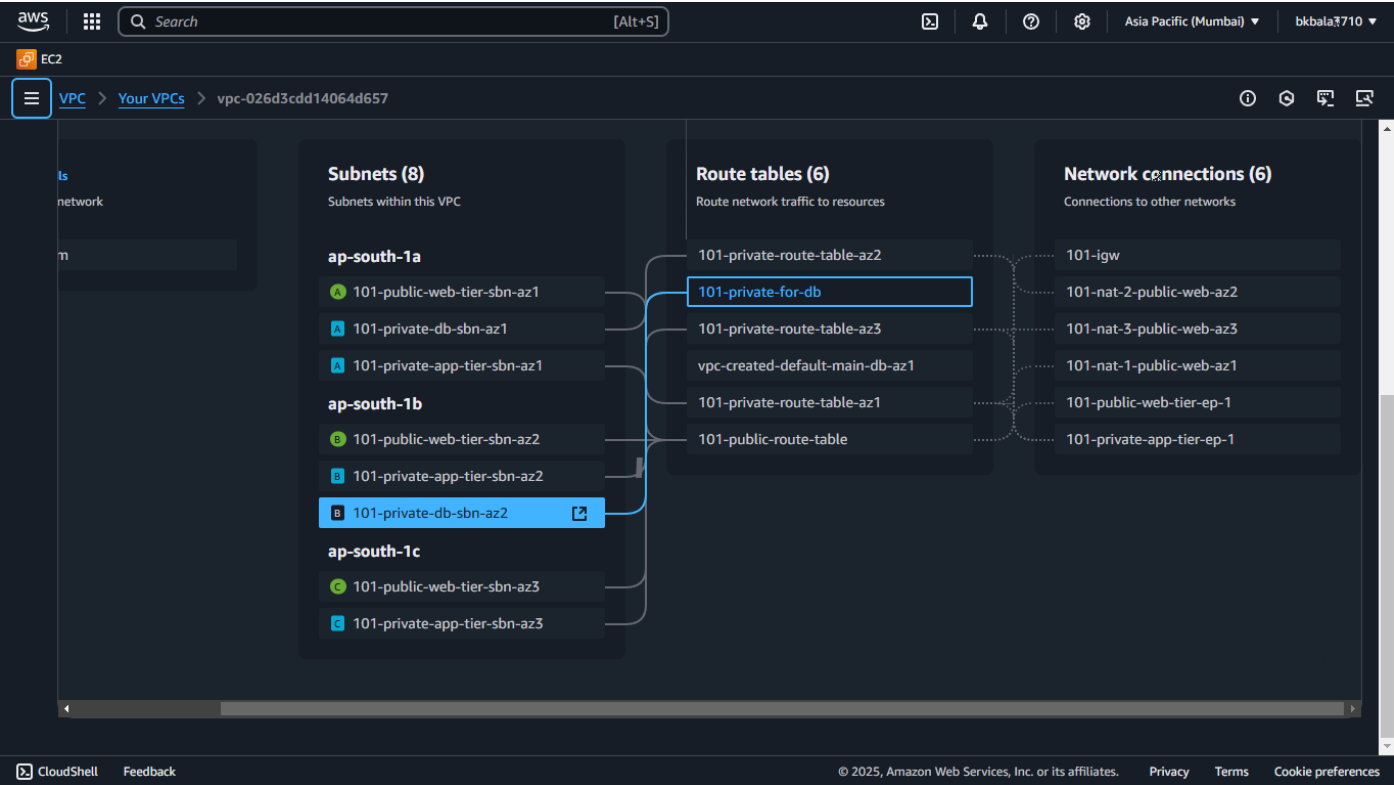 aws
Search [Alt+S]
Asia Pacific (Mumbai) ▼
EC2
VPC > Your VPCs > vpc-026d3cdd14064d657
ls
network
m
Subnets (8)
Subnets within this VPC
ap-south-1a
A 101-public-web-tier-sbn-az1
A 101-private-db-sbn-az1
A 101-private-app-tier-sbn-az1
ap-south-1b
B 101-public-web-tier-sbn-az2
B 101-private-app-tier-sbn-az2
B 101-private-db-sbn-az2
ap-south-1c
C 101-public-web-tier-sbn-az3
C 101-private-app-tier-sbn-az3
Route tables (6)
Route network traffic to resources
101-private-route-table-az2
101-private-for-db
101-private-route-table-az3
vpc-created-default-main-db-az1
101-private-route-table-az1
101-public-route-table
Network connections (6)
Connections to other networks
101-igw
101-nat-2-public-web-az2
101-nat-3-public-web-az3
101-nat-1-public-web-az1
101-public-web-tier-ep-1
101-private-app-tier-ep-1
CloudShell Feedback
© 2025, Amazon Web Services, Inc. or its affiliates. Privacy Terms Cookie preferences